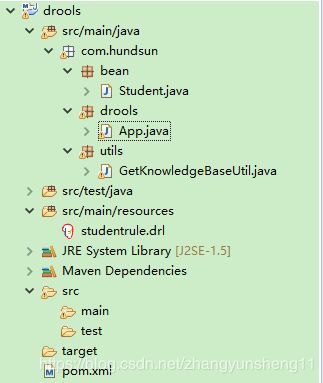 drools
src/main/java
com.hundsun
bean
Student.java
drools
App.java
utils
GetKnowledgeBaseUtil.java
src/test/java
src/main/resources
studentrule.drl
JRE System Library [J2SE-1.5]
Maven Dependencies
src
main
test
target
https://blog.csdn.net/zhangyunsheng11
pom.xml